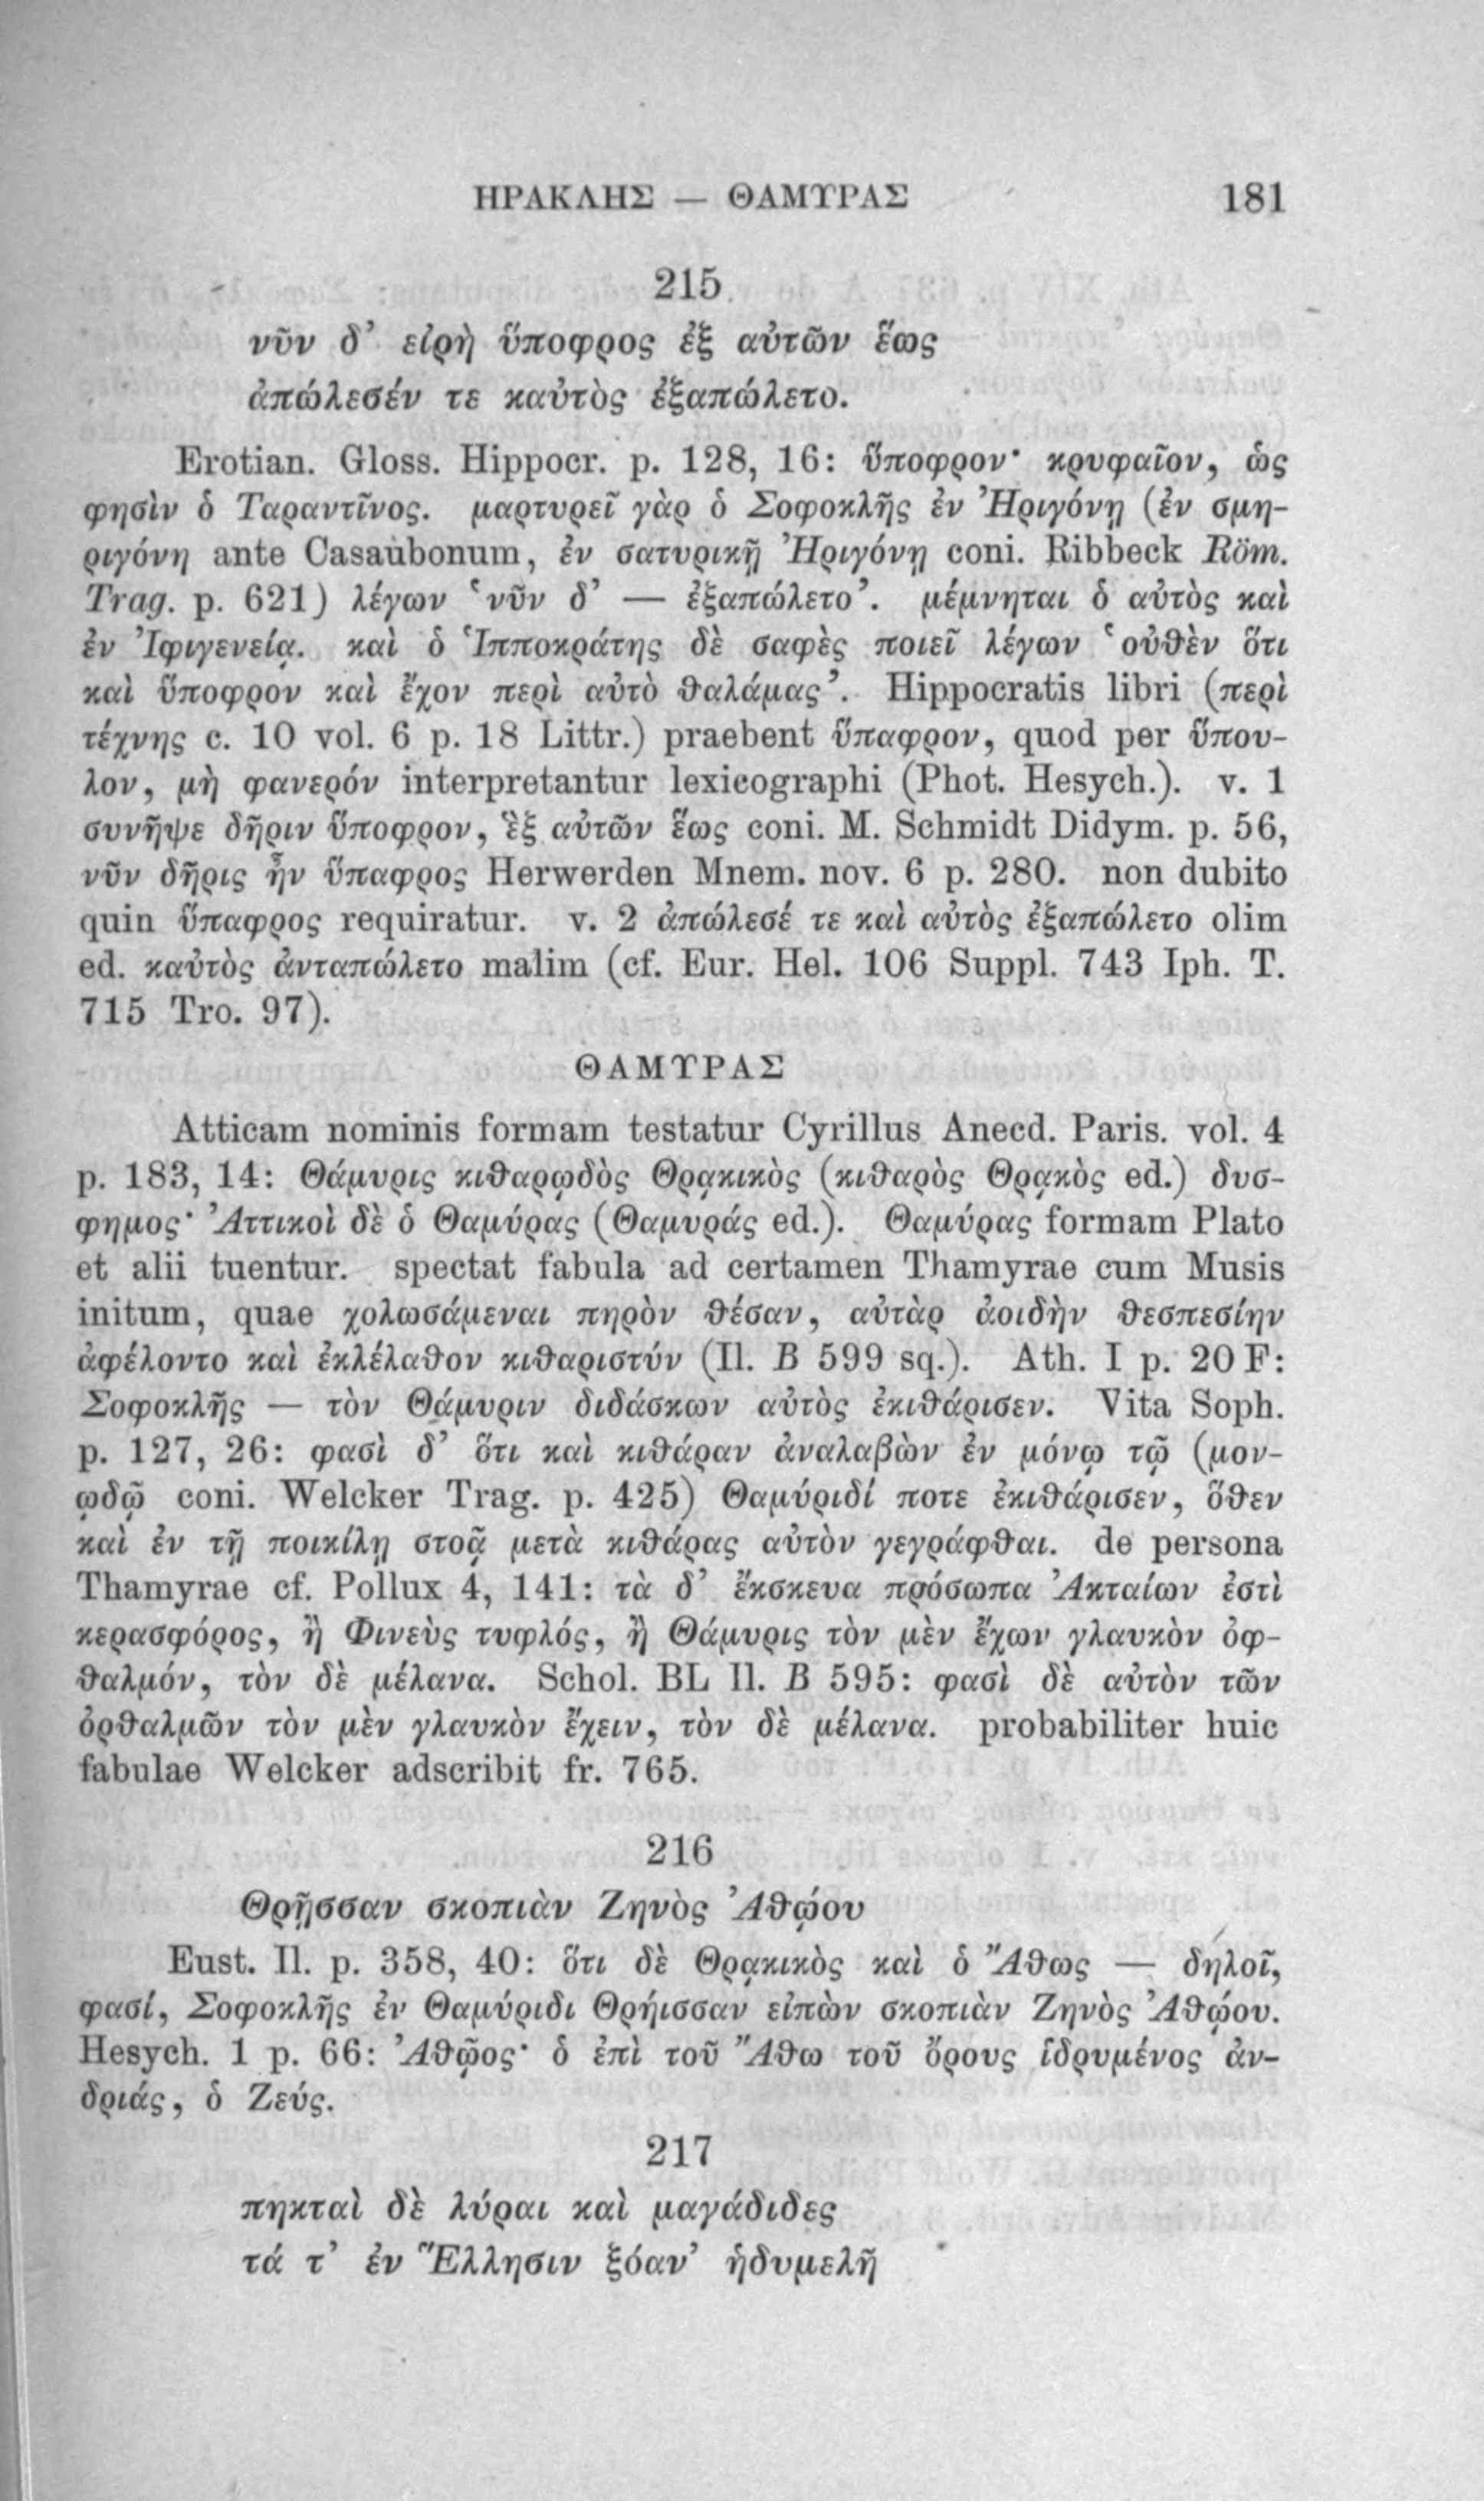 ΗΡΑΚΛΗΣ — ΘΑΜΥΡΑΣ 181
215
νῦν δ’ εἰρὴ ὕποφρος ἐξ αὐτῶν ἕως
ἀπώλεσέν τε καὐτὸς ἐξαπώλετο.
Erotian. Gloss. Hippocr. p. 128, 16: ὕποφρον· κρυφαῖον, ὡς
φησὶν ὁ Ταραντῖνος. μαρτυρεῖ γὰρ ὁ Σοφοκλῆς ἐν Ἠριγόνῃ (ἐν σμη-
ριγόνη ante Casaubonum, ἐν σατυρικῇ Ἠριγόνῃ coni. Ribbeck Röm.
Trag. p. 621) λέγων ‘νῦν δ’ — ἐξαπώλετο’. μέμνηται ὁ αὐτὸς καὶ
ἐν Ἰφιγενείᾳ. καὶ ὁ Ἱπποκράτης δὲ σαφὲς ποιεῖ λέγων ‘οὐθὲν ὅτι
καὶ ὕποφρον καὶ ἔχον περὶ αὐτὸ θαλάμας’. Hippocratis libri (περὶ
τέχνης c. 10 vol. 6 p. 18 Littr.) praebent ὕπαφρον, quod per ὕπου-
λον, μὴ φανερόν interpretantur lexicographi (Phot. Hesych.). v. 1
συνῆψε δῆριν ὕποφρον, ἒξ αὐτῶν ἕως coni. M. Schmidt Didym. p. 56,
νῦν δῆρις ἦν ὕπαφρος Herwerden Mnem. nov. 6 p. 280. non dubito
quin ὕπαφρος requiratur. v. 2 ἀπώλεσέ τε καὶ αὐτὸς ἐξαπώλετο olim
ed. καὐτὸς ἀνταπώλετο malim (cf. Eur. Hel. 106 Suppl. 743 Iph. T.
715 Tro. 97).
ΘΑΜΥΡΑΣ
Atticam nominis formam testatur Cyrillus Anecd. Paris. vol. 4
p. 183, 14: Θάμυρις κιθαρῳδὸς Θρᾳκικὸς (κιθαρὸς Θρᾳκὸς ed.) δυσ-
φημος· Ἀττικοὶ δὲ ὁ Θαμύρας (Θαμυράς ed.). Θαμύρας formam Plato
et alii tuentur. spectat fabula ad certamen Thamyrae cum Musis
initum, quae χολωσάμεναι πηρὸν θέσαν, αὐτὰρ ἀοιδὴν θεσπεσίην
ἀφέλοντο καὶ ἐκλέλαθον κιθαριστύν (Il. B 599 sq.). Ath. I p. 20 F:
Σοφοκλῆς — τὸν Θάμυριν διδάσκων αὐτὸς ἐκιθάρισεν. Vita Soph.
p. 127, 26: φασὶ δ’ ὅτι καὶ κιθάραν ἀναλαβὼν ἐν μόνῳ τῷ (μον-
ῳδῷ coni. Welcker Trag. p. 425) Θαμύριδί ποτε ἐκιθάρισεν, ὅθεν
καὶ ἐν τῇ ποικίλῃ στοᾷ μετὰ κιθάρας αὐτὸν γεγράφθαι. de persona
Thamyrae cf. Pollux 4, 141: τὰ δ’ ἔκσκευα πρόσωπα Ἀκταίων ἐστὶ
κερασφόρος, ἢ Φινεὺς τυφλός, ἢ Θάμυρις τὸν μὲν ἔχων γλαυκὸν ὀφ-
θαλμόν, τὸν δὲ μέλανα. Schol. BL Il. B 595: φασὶ δὲ αὐτὸν τῶν
ὀρθαλμῶν τὸν μὲν γλαυκὸν ἔχειν, τὸν δὲ μέλανα. probabiliter huic
fabulae Welcker adscribit fr. 765.
216
Θρῇσσαν σκοπιὰν Ζηνὸς Ἀθῴου
Eust. Il. p. 358, 40: ὅτι δὲ Θρᾳκικὸς καὶ ὁ Ἄθως — δηλοῖ,
φασί, Σοφοκλῆς ἐν Θαμύριδι Θρήισσαν εἰπὼν σκοπιὰν Ζηνὸς Ἀθῴου.
Hesych. 1 p. 66: Ἀθῷος· ὁ ἐπὶ τοῦ Ἄθω τοῦ ὄρους ἱδρυμένος ἀν-
δριάς, ὁ Ζεύς.
217
πηκταὶ δὲ λύραι καὶ μαγάδιδες
τά τ’ ἐν Ἕλλησιν ξόαν’ ἡδυμελῆ